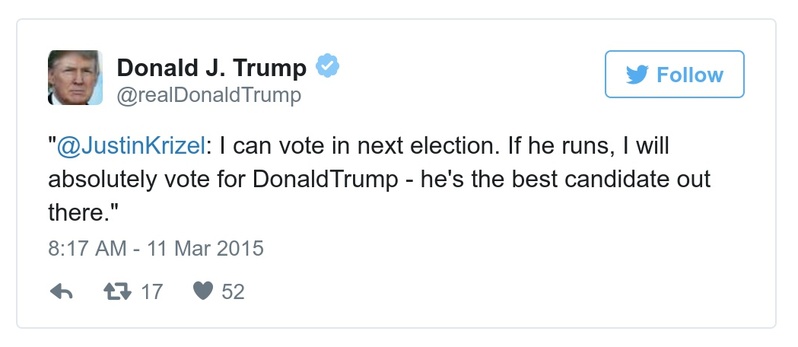 Donald J. Trump
@realDonaldTrump
Follow
"@JustinKrizel: I can vote in next election. If he runs, I will
absolutely vote for DonaldTrump - he's the best candidate out
there."
8:17 AM - 11 Mar 2015
17 52